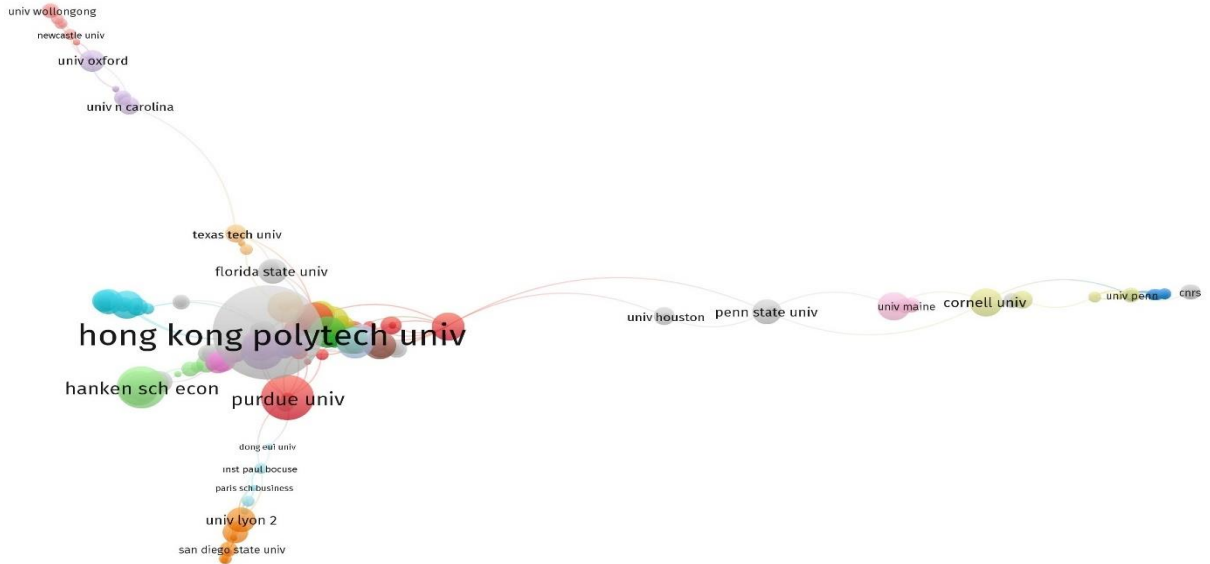 univ wollongong
newcastle univ
univ oxford
univ n carolina
texas tech univ
florida state univ
hong kong polytech univ
univ houston
penn state univ
univ maine
cornell univ
univ penn
cnrs
hanken sch econ
purdue univ
dong eui univ
inst paul bocuse
paris sch business
univ lyon 2
san diego state univ